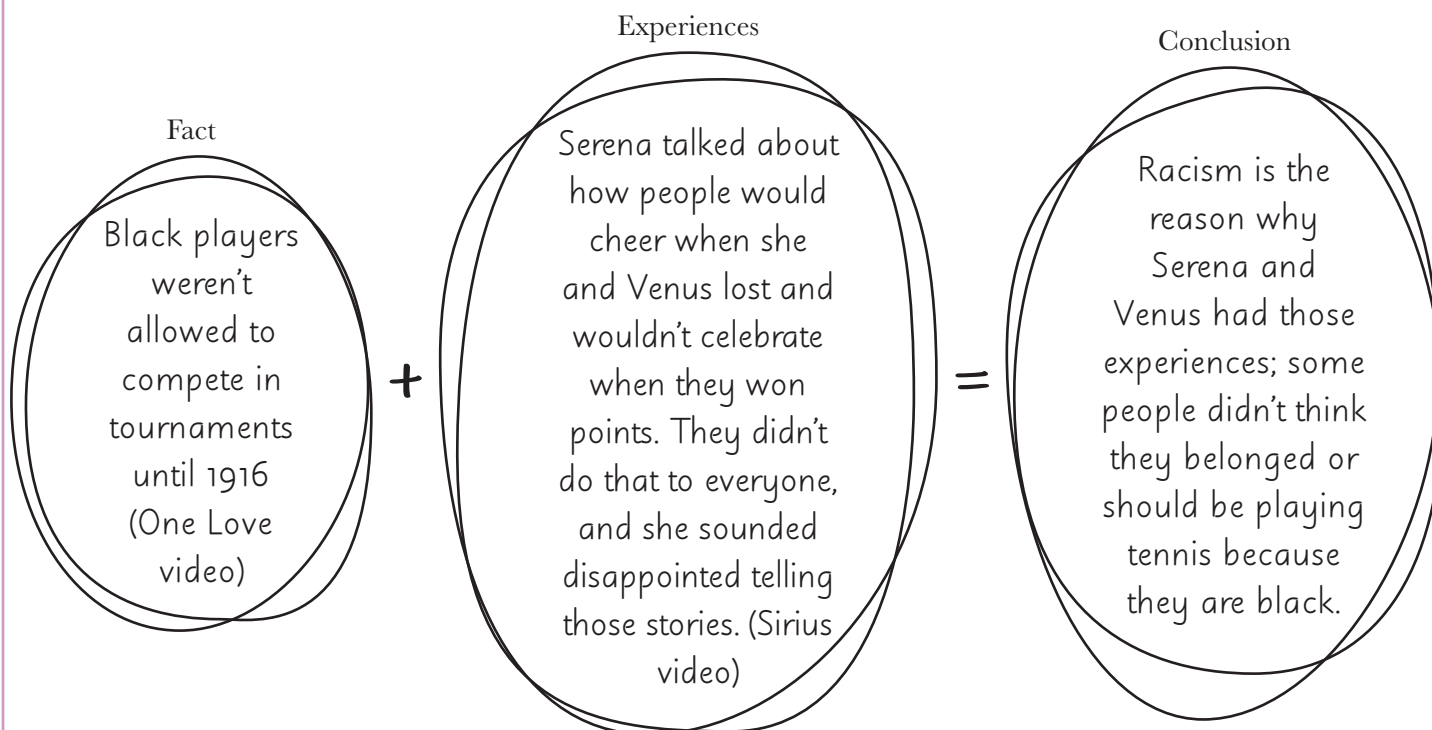 Fact
Black players
weren't
allowed to
compete in
tournaments
until 1916
(One Love
video)
+
Experiences
Serena talked about
how people would
cheer when she
and Venus lost and
wouldn't celebrate
when they won
points. They didn't
do that to everyone,
and she sounded
disappointed telling
those stories. (Sirius
video)
=
Conclusion
Racism is the
reason why
Serena and
Venus had those
experiences; some
people didn't think
they belonged or
should be playing
tennis because
they are black.